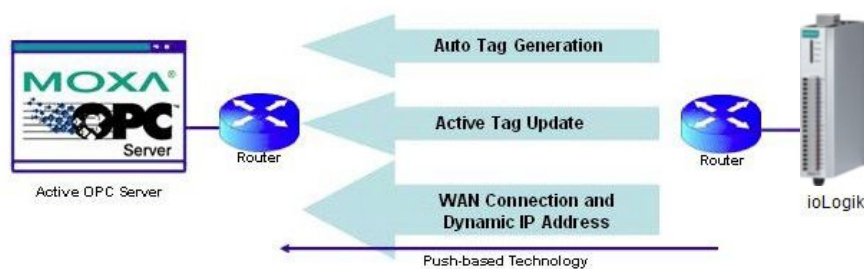 MOXA®
OPC™
Server
Active OPC Server
Router
Auto Tag Generation
Active Tag Update
WAN Connection and
Dynamic IP Address
Push-based Technology
Router
ioLogik